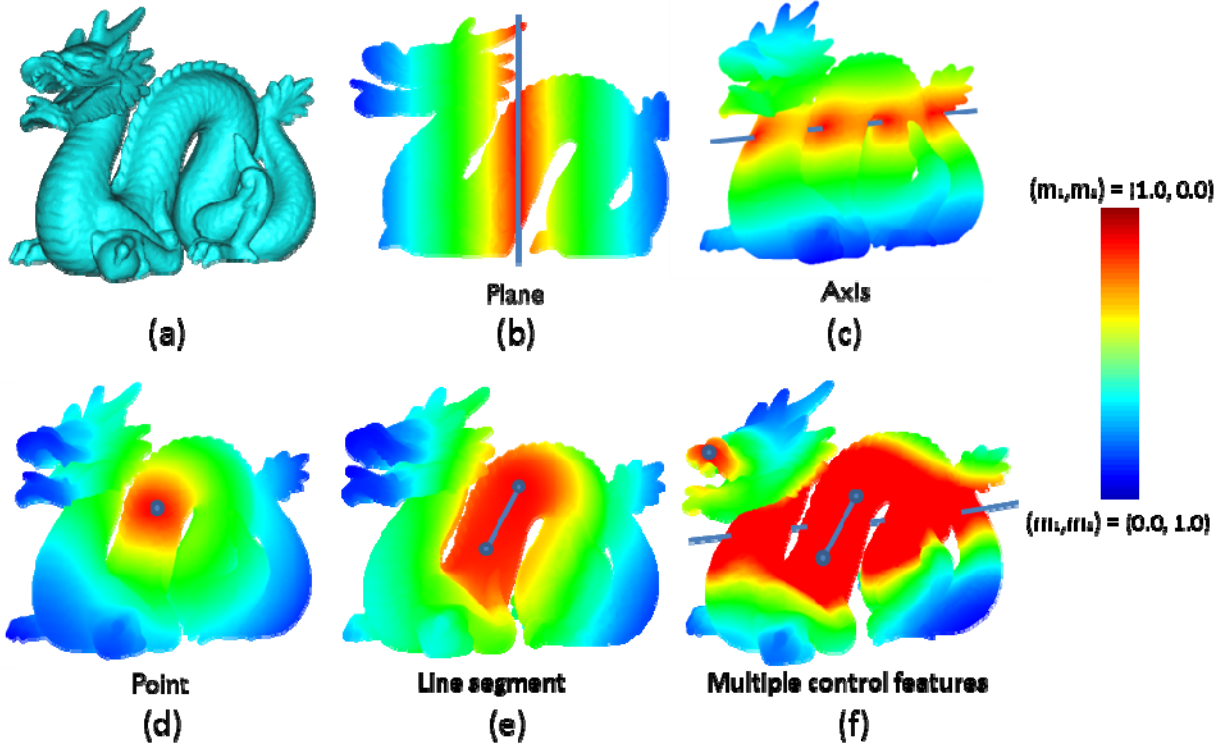 (m₁,m₂) = (1.0, 0.0)
Plane
Axis
(a)
(b)
(c)
(m₁,m₂) = (0.0, 1.0)
Point
Line segment
Multiple control features
(d)
(e)
(f)